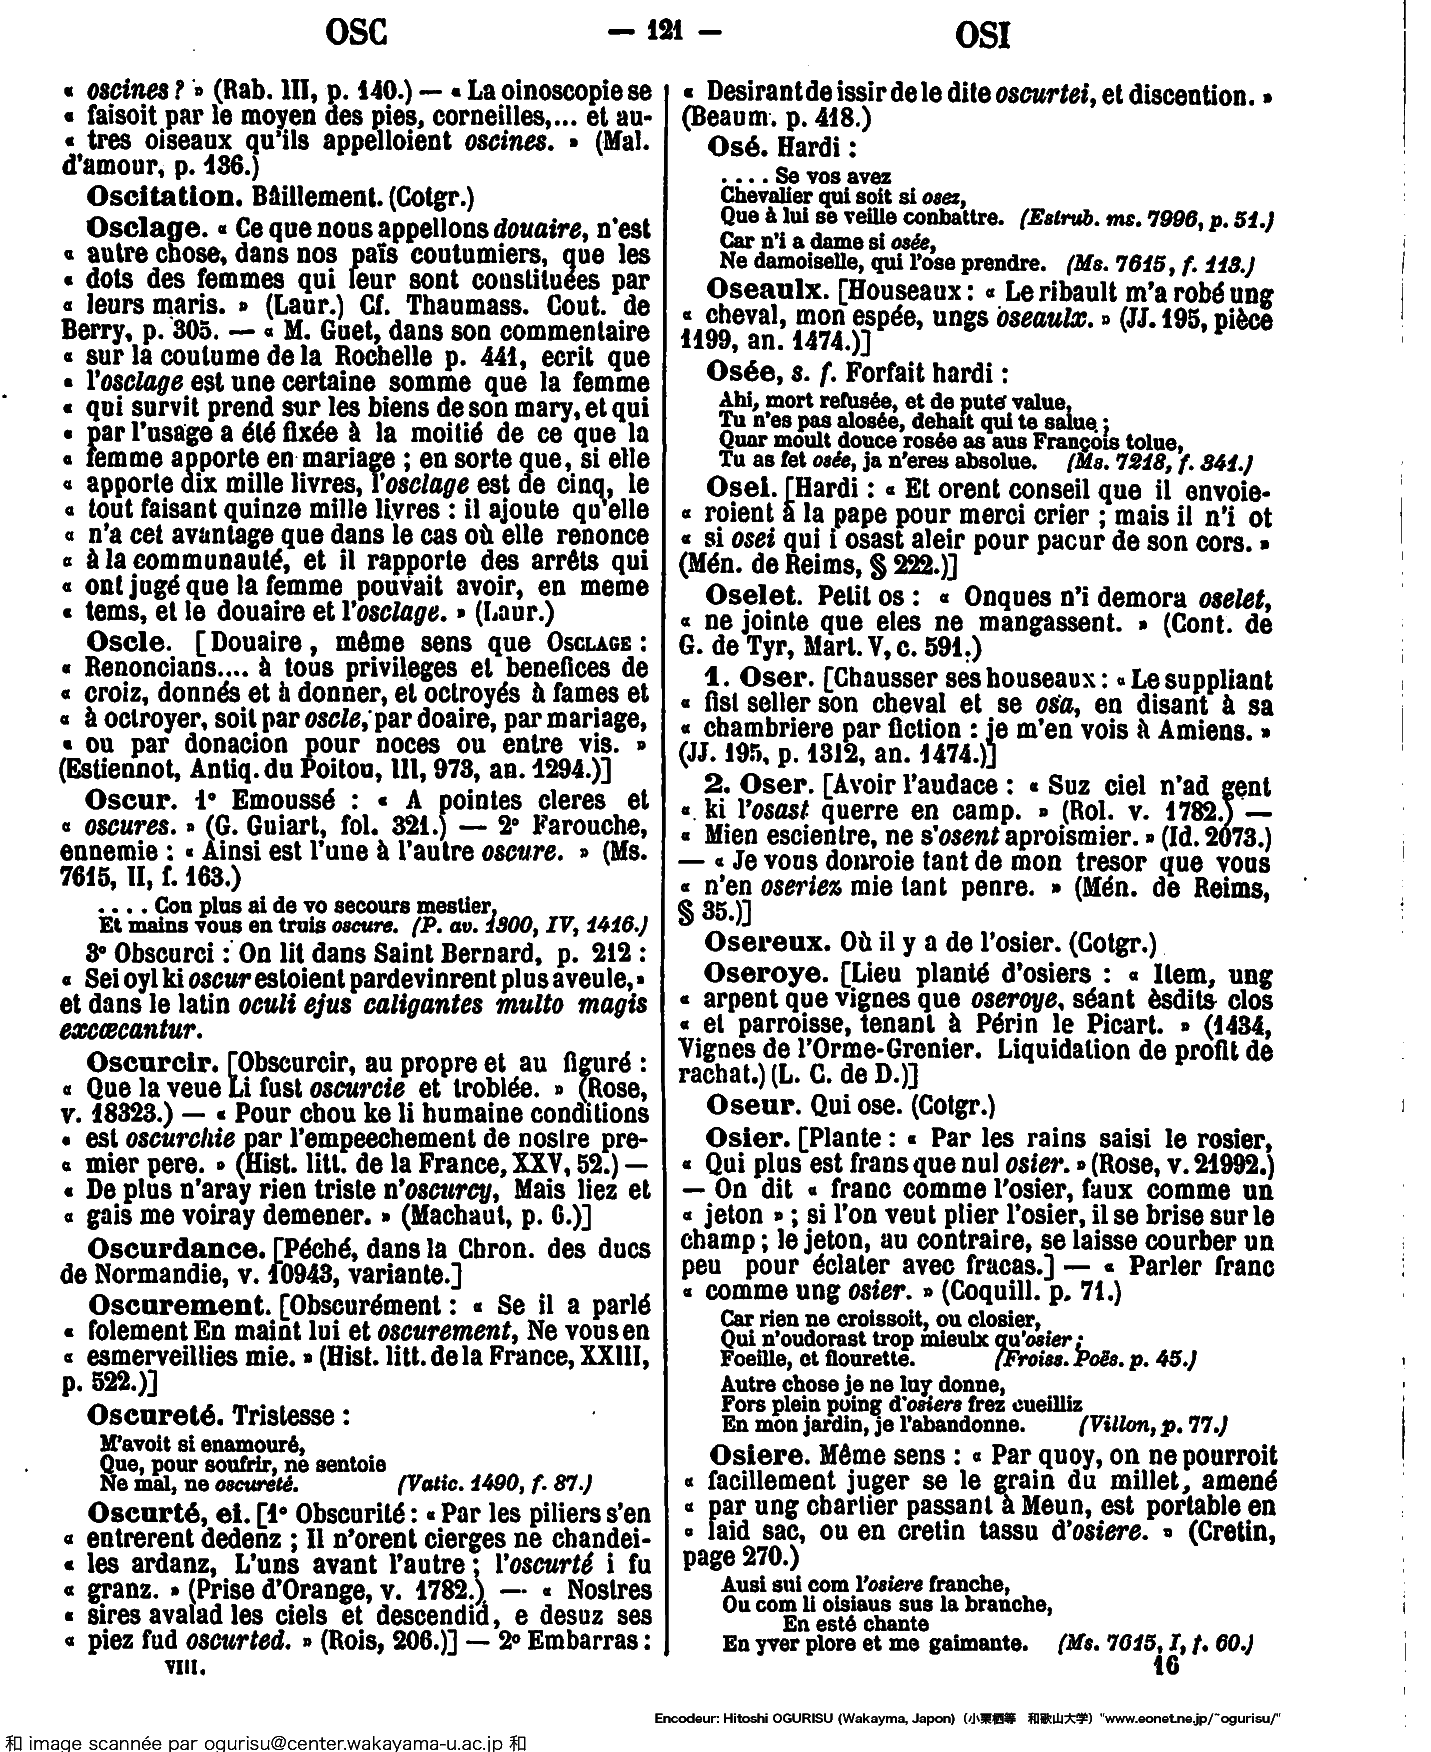 OSC
— 121 —
OSI
« oscines ? » (Rab. III, p. 140.) — « La oinoscopie se
« faisoit par le moyen des pies, corneilles,... et au-
« tres oiseaux qu'ils appelloient oscines. » (Mal.
d'amour, p. 136.)
Oscitation. Bâillement. (Cotgr.)
Osclage. « Ce que nous appellons douaire, n'est
« autre chose, dans nos païs coutumiers, que les
« dots des femmes qui leur sont constituées par
« leurs maris. » (Laur.) Cf. Thaumass. Cout. de
Berry, p. 305. — « M. Guet, dans son commentaire
« sur la coutume de la Rochelle p. 441, ecrit que
« l'osclage est une certaine somme que la femme
« qui survit prend sur les biens de son mary, et qui
« par l'usage a été fixée à la moitié de ce que la
« femme apporte en mariage ; en sorte que, si elle
« apporte dix mille livres, l'osclage est de cinq, le
« tout faisant quinze mille livres : il ajoute qu'elle
« n'a cet avantage que dans le cas où elle renonce
« à la communauté, et il rapporte des arrêts qui
« ont jugé que la femme pouvait avoir, en meme
« tems, et le douaire et l'osclage. » (Laur.)
Oscle. [Douaire, même sens que OSCLAGE :
« Renoncians.... à tous privileges et benefices de
« croiz, donnés et à donner, et octroyés à fames et
« à octroyer, soit par oscle, par doaire, par mariage,
« ou par donacion pour noces ou entre vis. »
(Estiennot, Antiq. du Poitou, III, 973, an. 1294.)]
Oscur. 1° Emoussé : « A pointes cleres et
« oscures. » (G. Guiart, fol. 321.) — 2° Farouche,
ennemie : « Ainsi est l'une à l'autre oscure. » (Ms.
7615, II, f. 163.)
.... Con plus ai de vo secours mestier,
Et mains vous en truis oscure. (P. av. 1300, IV, 1416.)
3° Obscurci : On lit dans Saint Bernard, p. 212 :
« Sei oyl ki oscur estoient pardevinrent plus aveule, »
et dans le latin oculi ejus caligantes multo magis
excœcantur.
Oscurcir. [Obscurcir, au propre et au figuré :
« Que la veue Li fust oscurcie et troblée. » (Rose,
v. 18323.) — « Pour chou ke li humaine conditions
« est oscurchie par l'empeechement de nostre pre-
« mier pere. » (Hist. litt. de la France, XXV, 52.) —
« De plus n'aray rien triste n'oscurcy, Mais liez et
« gais me voiray demener. » (Machaut, p. 6.)]
Oscurdance. [Péché, dans la Chron. des ducs
de Normandie, v. 10943, variante.]
Oscurement. [Obscurément : « Se il a parlé
« folement En maint lui et oscurement, Ne vous en
« esmerveillies mie. » (Hist. litt. de la France, XXIII,
p. 522.)]
Oscureté. Tristesse :
M'avoit si enamouré,
Que, pour soufrir, ne sentoie
Ne mal, ne oscureté. (Vatic. 1490, f. 87.)
Oscurté, ei. [1° Obscurité : « Par les piliers s'en
« entrerent dedenz ; Il n'orent cierges ne chandei-
« les ardanz, L'uns avant l'autre ; l'oscurté i fu
« granz. » (Prise d'Orange, v. 1782.) — « Nostres
« sires avalad les ciels et descendid, e desuz ses
« piez fud oscurted. » (Rois, 206.)] — 2° Embarras :
VIII.
« Desirant de issir de le dite oscurtei, et discention. »
(Beaum. p. 418.)
Osé. Hardi :
.... Se vos avez
Chevalier qui soit si osez,
Que à lui se veille conbattre. (Estrub. ms. 7996, p. 51.)
Car n'i a dame si osée,
Ne damoiselle, qui l'ose prendre. (Ms. 7615, f. 113.)
Oseaulx. [Houseaux : « Le ribault m'a robé ung
« cheval, mon espée, ungs oseaulx. » (JJ. 195, pièce
1199, an. 1474.)]
Osée, s. f. Forfait hardi :
Ahi, mort refusée, et de pute value,
Tu n'es pas alosée, dehait qui te salue ;
Quar moult douce rosée as aus François tolue,
Tu as fet osée, ja n'eres absolue. (Ms. 7218, f. 341.)
Osei. [Hardi : « Et orent conseil que il envoie-
« roient à la pape pour merci crier ; mais il n'i ot
« si osei qui i osast aleir pour pacur de son cors. »
(Mén. de Reims, § 222.)]
Oselet. Petit os : « Onques n'i demora oselet,
« ne jointe que eles ne mangassent. » (Cont. de
G. de Tyr, Mart. V, c. 591.)
1. Oser. [Chausser ses houseaux : « Le suppliant
« fist seller son cheval et se osa, en disant à sa
« chambriere par fiction : je m'en vois à Amiens. »
(JJ. 195, p. 1312, an. 1474.)]
2. Oser. [Avoir l'audace : « Suz ciel n'ad gent
« ki l'osast querre en camp. » (Rol. v. 1782.) —
« Mien escientre, ne s'osent aproismier. » (Id. 2073.)
— « Je vous donroie tant de mon tresor que vous
« n'en oseriez mie tant penre. » (Mén. de Reims,
§ 35.)]
Osereux. Où il y a de l'osier. (Cotgr.)
Oseroye. [Lieu planté d'osiers : « Item, ung
« arpent que vignes que oseroye, séant èsdits clos
« et parroisse, tenant à Périn le Picart. » (1434,
Vignes de l'Orme-Grenier. Liquidation de profit de
rachat.) (L. C. de D.)]
Oseur. Qui ose. (Cotgr.)
Osier. [Plante : « Par les rains saisi le rosier,
« Qui plus est frans que nul osier. » (Rose, v. 21992.)
— On dit « franc comme l'osier, faux comme un
« jeton » ; si l'on veut plier l'osier, il se brise sur le
champ ; le jeton, au contraire, se laisse courber un
peu pour éclater avec fracas.] — « Parler franc
« comme ung osier. » (Coquill. p. 71.)
Car rien ne croissoit, ou closier,
Qui n'oudorast trop mieulx qu'osier ;
Foeille, et flourette. (Froiss. Poës. p. 45.)
Autre chose je ne luy donne,
Fors plein poing d'osiers frez cueilliz
En mon jardin, je l'abandonne. (Villon, p. 77.)
Osiere. Même sens : « Par quoy, on ne pourroit
« facillement juger se le grain du millet, amené
« par ung chartier passant à Meun, est portable en
« laid sac, ou en cretin tassu d'osiere. » (Cretin,
page 270.)
Ausi sui com l'osiere franche,
Ou com li oisiaus sus la branche,
En esté chante
En yver plore et me gaimante. (Ms. 7615, I, f. 60.)
16
Encodeur: Hitoshi OGURISU (Wakayma, Japon) (小栗栖等 和歌山大学) "www.eonet.ne.jp/~ogurisu/"
和 image scannée par ogurisu@center.wakayama-u.ac.jp 和